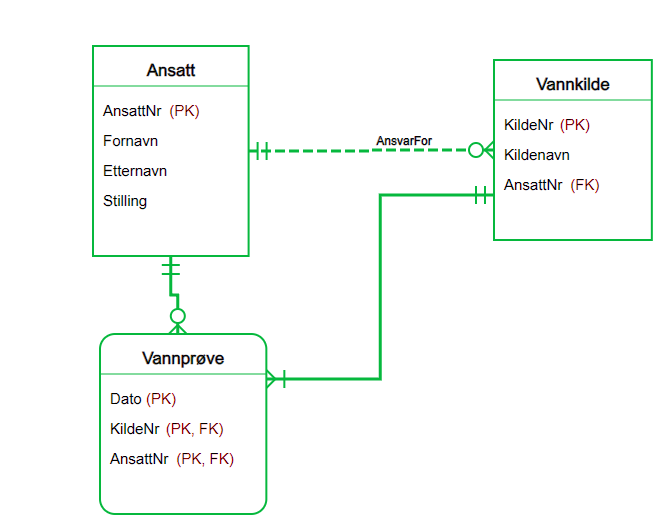 Ansatt
AnsattNr (PK)
Fornavn
Etternavn
Stilling
AnsvarFor
Vannkilde
KildeNr (PK)
Kildenavn
AnsattNr (FK)
Vannprøve
Dato (PK)
KildeNr (PK, FK)
AnsattNr (PK, FK)